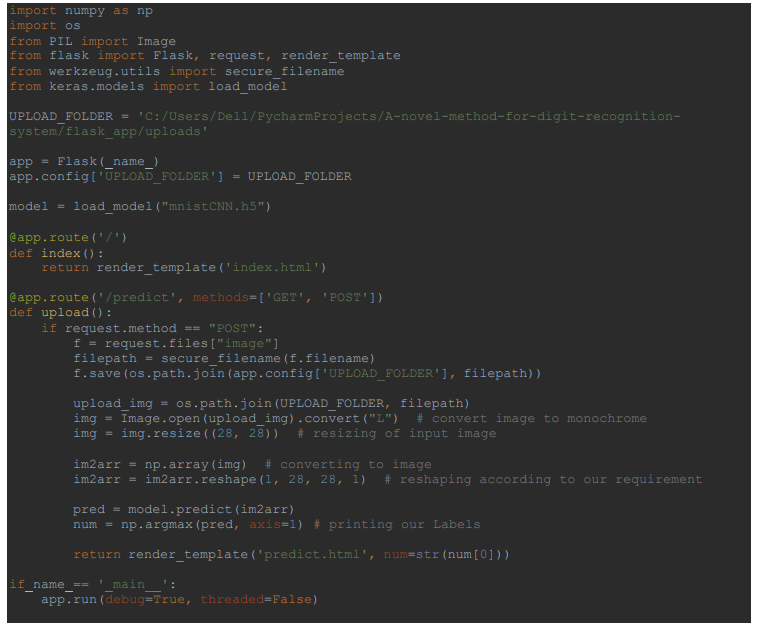 import numpy as np
import os
from PIL import Image
from flask import Flask, request, render_template
from werkzeug.utils import secure_filename
from keras.models import load_model

UPLOAD_FOLDER = 'C:/Users/Dell/PycharmProjects/A-novel-method-for-digit-recognition-
system/flask_app/uploads'

app = Flask(_name_)
app.config['UPLOAD_FOLDER'] = UPLOAD_FOLDER

model = load_model("mnistCNN.h5")

@app.route('/')
def index():
    return render_template('index.html')

@app.route('/predict', methods=['GET', 'POST'])
def upload():
    if request.method == "POST":
        f = request.files["image"]
        filepath = secure_filename(f.filename)
        f.save(os.path.join(app.config['UPLOAD_FOLDER'], filepath))

        upload_img = os.path.join(UPLOAD_FOLDER, filepath)
        img = Image.open(upload_img).convert("L")  # convert image to monochrome
        img = img.resize((28, 28))  # resizing of input image

        im2arr = np.array(img)  # converting to image
        im2arr = im2arr.reshape(1, 28, 28, 1)  # reshaping according to our requirement

        pred = model.predict(im2arr)
        num = np.argmax(pred, axis=1) # printing our Labels

        return render_template('predict.html', num=str(num[0]))

if_name_== '_main__':
    app.run(debug=True, threaded=False)